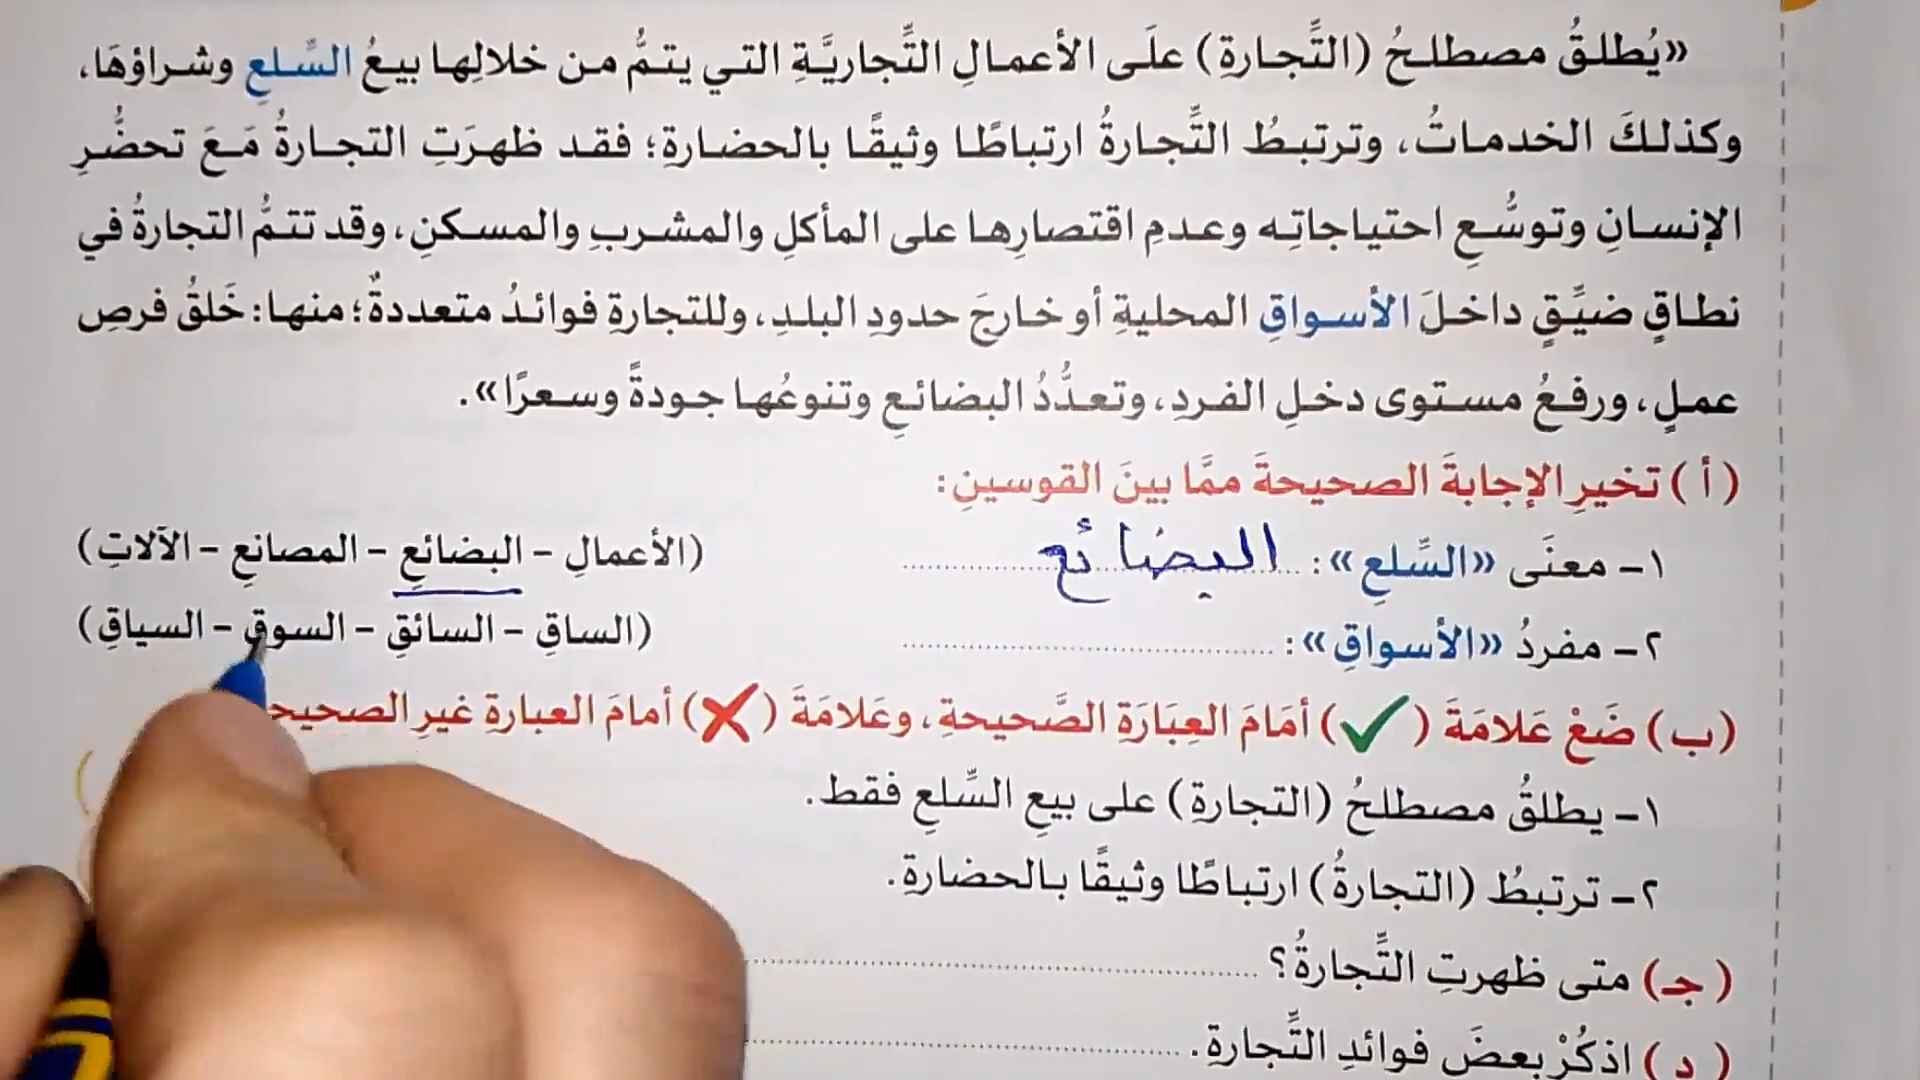 «يُطلقُ مصطلحُ (التِّجارةِ) علَى الأعمالِ التِّجاريَّةِ التي يتمُّ من خلالِها بيعُ السِّلعِ وشراؤهَا،
وكذلكَ الخدماتُ، وترتبطُ التِّجارةُ ارتباطًا وثيقًا بالحضارةِ؛ فقد ظهرَتِ التجارةُ مَعَ تحضُّرِ
الإنسانِ وتوسُّعِ احتياجاتِه وعدمِ اقتصارِها على المأكلِ والمشربِ والمسكنِ، وقد تتمُّ التجارةُ في
نطاقٍ ضيِّقٍ داخلَ الأسواقِ المحليةِ أو خارجَ حدودِ البلدِ، وللتجارةِ فوائدُ متعددةٌ؛ منها: خَلقُ فرصِ
عملٍ، ورفعُ مستوى دخلِ الفردِ، وتعدُّدُ البضائعِ وتنوعُها جودةً وسعرًا».
(أ) تخيرِ الإجابةَ الصحيحةَ ممَّا بينَ القوسينِ:
١- معنَى «السِّلعِ»: البضائع (الأعمالِ - البضائعِ - المصانعِ - الآلاتِ)
٢- مفردُ «الأسواقِ»: (الساقِ - السائقِ - السوقِ - السياقِ)
(ب) ضَعْ عَلامَةَ (✓) أمَامَ العِبَارَةِ الصَّحيحةِ، وعَلامَةَ (✗) أمامَ العبارةِ غيرِ
١- يطلقُ مصطلحُ (التجارةِ) على بيعِ السِّلعِ فقط.
٢- ترتبطُ (التجارةُ) ارتباطًا وثيقًا بالحضارةِ.
(جـ) متى ظهرتِ التِّجارةُ؟
(د) اذكُرْ بعضَ فوائدِ التِّجارةِ.